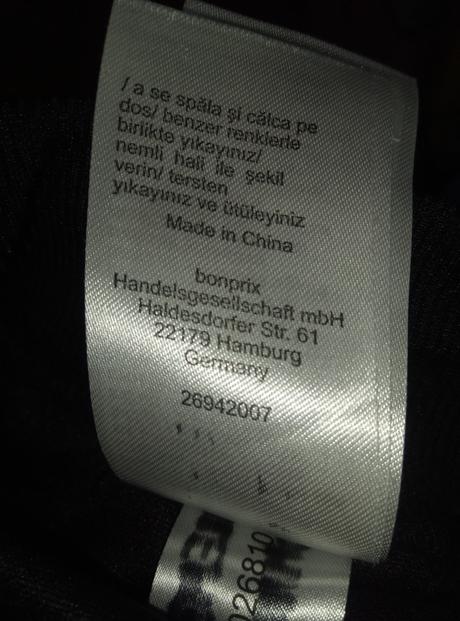 / a se spăla şi călca pe
dos/ benzer renklerle
birlikte yıkayınız/
nemli hali ile şekil
verin/ tersten
yıkayınız ve ütüleyiniz
Made in China
bonprix
Handelsgesellschaft mbH
Haldesdorfer Str. 61
22179 Hamburg
Germany
26942007
026810